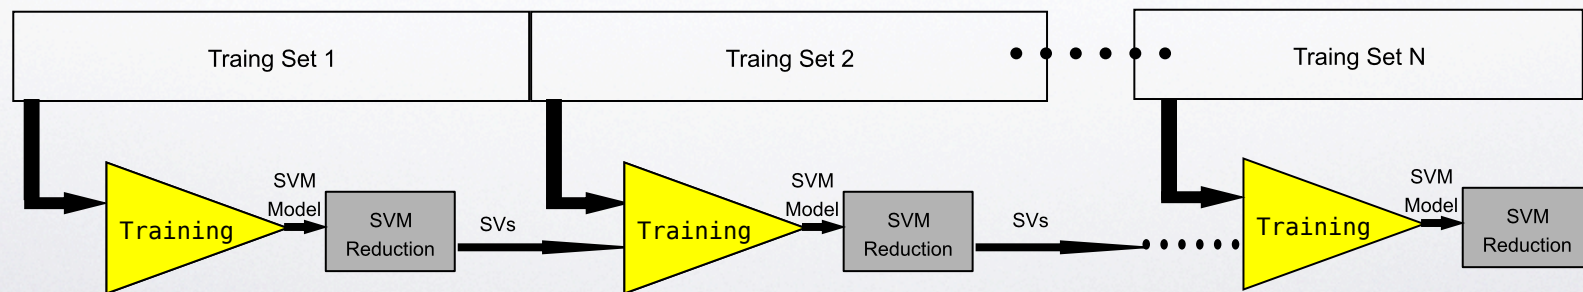 Traing Set 1
Traing Set 2
Traing Set N
Training
SVM
Model
SVM
Reduction
SVs
Training
SVM
Model
SVM
Reduction
SVs
Training
SVM
Model
SVM
Reduction